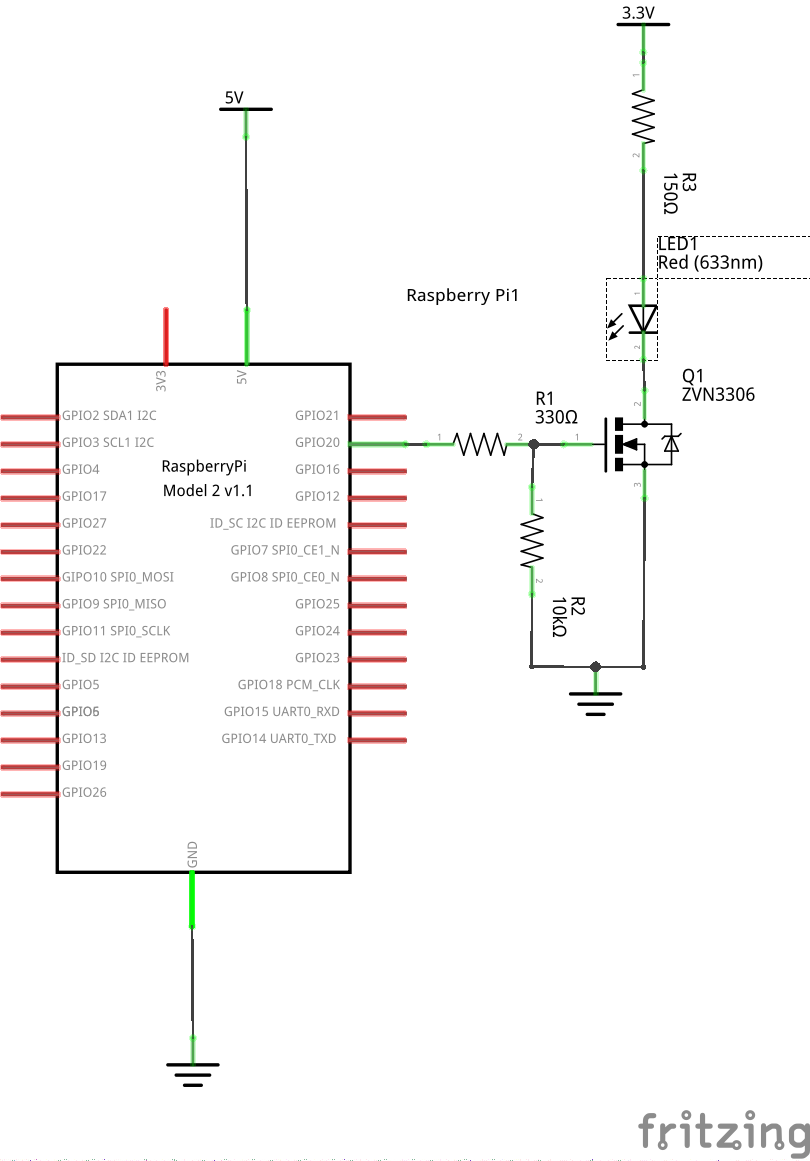 3.3V
5V
1
2
R3
150Ω
LED1
Red (633nm)
1
2
Raspberry Pi1
Q1
ZVN3306
2
1
3
R1
330Ω
1
2
1
2
R2
10kΩ
3V3
5V
RaspberryPi
Model 2 v1.1
GPIO2 SDA1 I2C
GPIO3 SCL1 I2C
GPIO4
GPIO17
GPIO27
GPIO22
GIPO10 SPI0_MOSI
GPIO9 SPI0_MISO
GPIO11 SPI0_SCLK
ID_SD I2C ID EEPROM
GPIO5
GPIO6
GPIO13
GPIO19
GPIO26
GPIO21
GPIO20
GPIO16
GPIO12
ID_SC I2C ID EEPROM
GPIO7 SPI0_CE1_N
GPIO8 SPI0_CE0_N
GPIO25
GPIO24
GPIO23
GPIO18 PCM_CLK
GPIO15 UART0_RXD
GPIO14 UART0_TXD
GND
fritzing